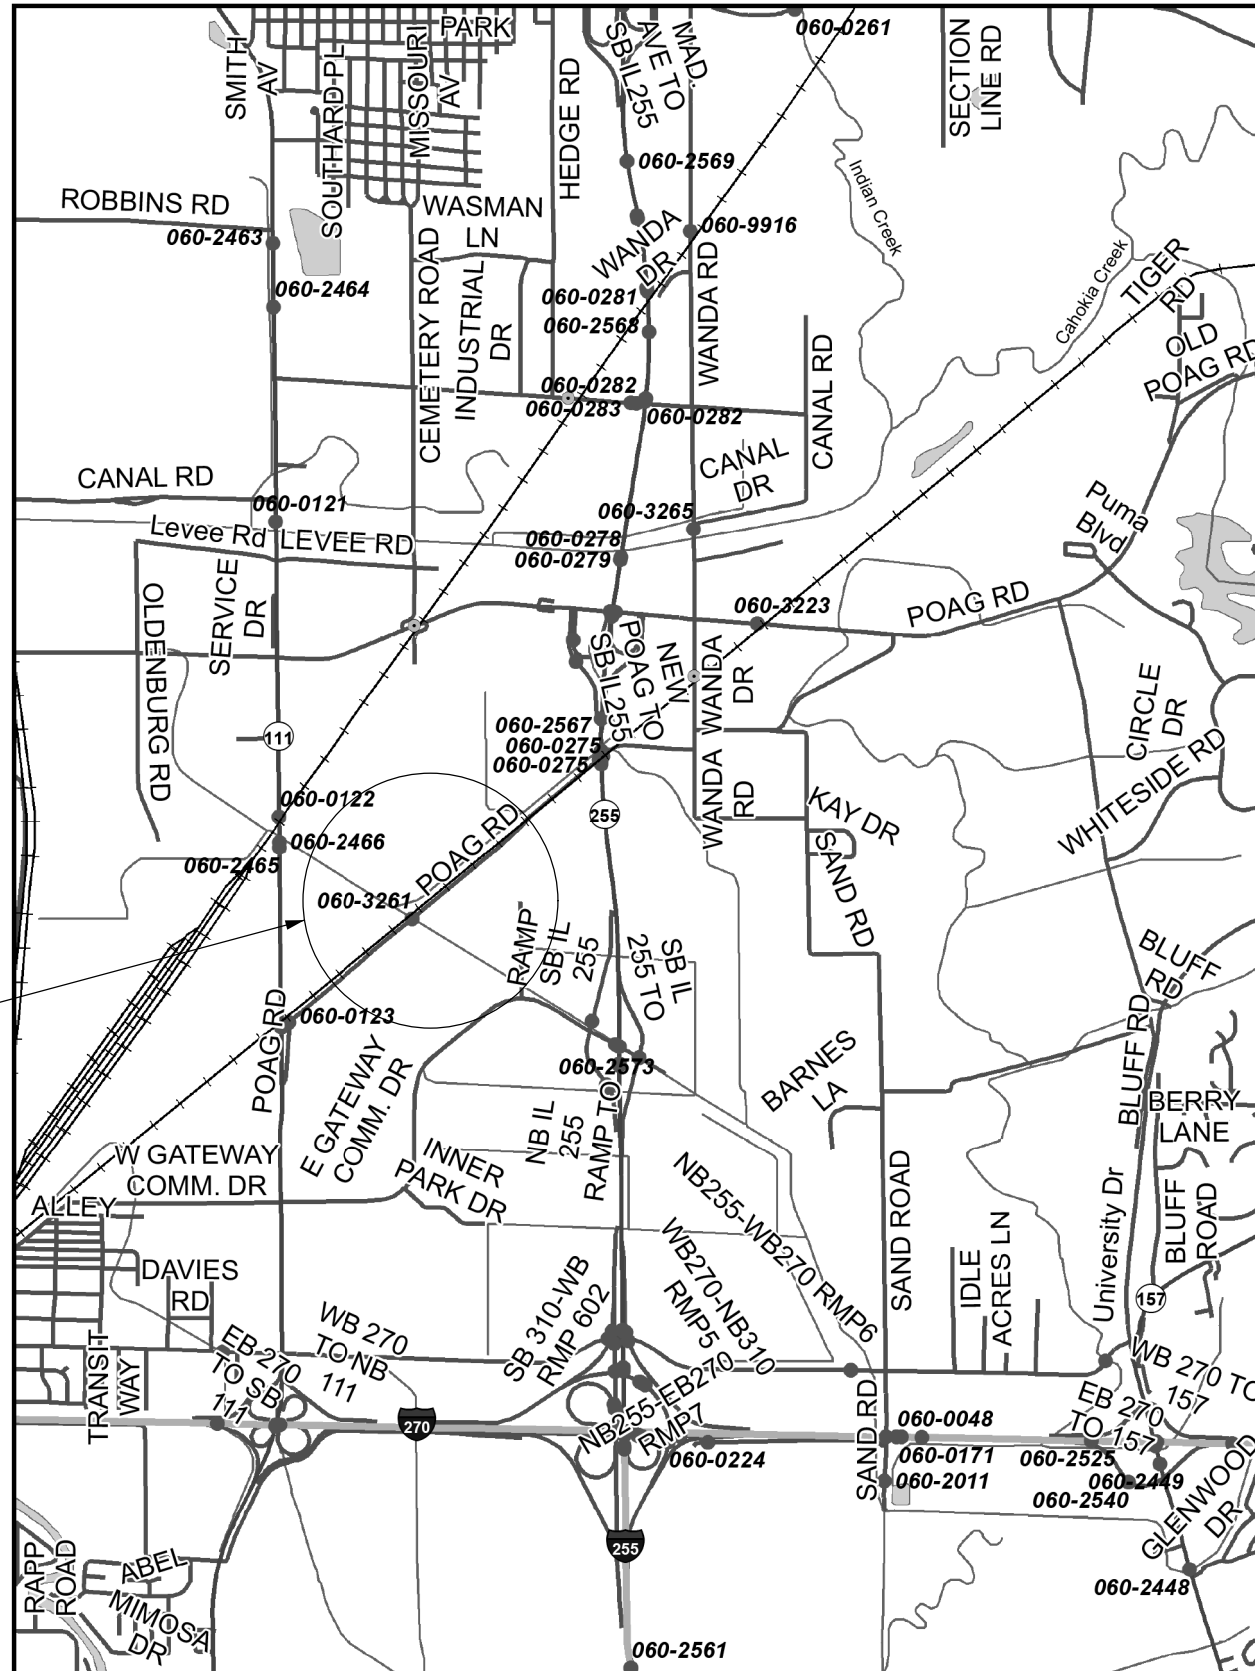 PARK
060-0261
SMITH
AV
SOUTHARD PL
MISSOURI
AV
HEDGE RD
SB IL255
AVE TO
MAD.
SECTION
LINE RD
060-2569
Indian Creek
ROBBINS RD
060-2463
WASMAN
LN
WANDA
DR
060-9916
060-2464
CEMETERY ROAD
INDUSTRIAL
DR
060-0281
060-2568
WANDA RD
Cahokia Creek
TIGER
RD
OLD
POAG RD
060-0282
060-0283
060-0282
CANAL RD
CANAL RD
CANAL
DR
060-0121
060-3265
Puma
Blvd
Levee Rd
LEVEE RD
060-0278
060-0279
OLDENBURG RD
SERVICE
DR
060-3223
POAG RD
POAG TO
SB IL255
NEW
WANDA
DR
CIRCLE
DR
111
060-2567
060-0275
060-0275
WHITESIDE RD
060-0122
255
WANDA
RD
KAY DR
060-2466
060-2465
POAG RD
SAND RD
060-3261
RAMP
SB IL
255
SB IL
255 TO
BLUFF
RD
POAG RD
060-0123
060-2573
E GATEWAY
COMM. DR
BARNES
LA
BLUFF RD
BERRY
LANE
NB IL
255
RAMP TO
W GATEWAY
COMM. DR
INNER
PARK DR
ALLEY
NB255-WB270 RMP6
SAND ROAD
University Dr
BLUFF
ROAD
DAVIES
RD
IDLE
ACRES LN
157
SB 310-WB
RMP 602
WB270-NB310
RMP5
WB 270
TO NB
111
EB 270
TO SB
111
TRANSIT
WAY
WB 270 TO
157
EB 270
TO 157
270
NB255-EB270
RMP7
SAND RD
060-0048
060-0171
060-0224
060-2525
060-2011
060-2449
060-2540
GLENWOOD
DR
255
RAPP
ROAD
ABEL
MIMOSA
DR
060-2448
060-2561